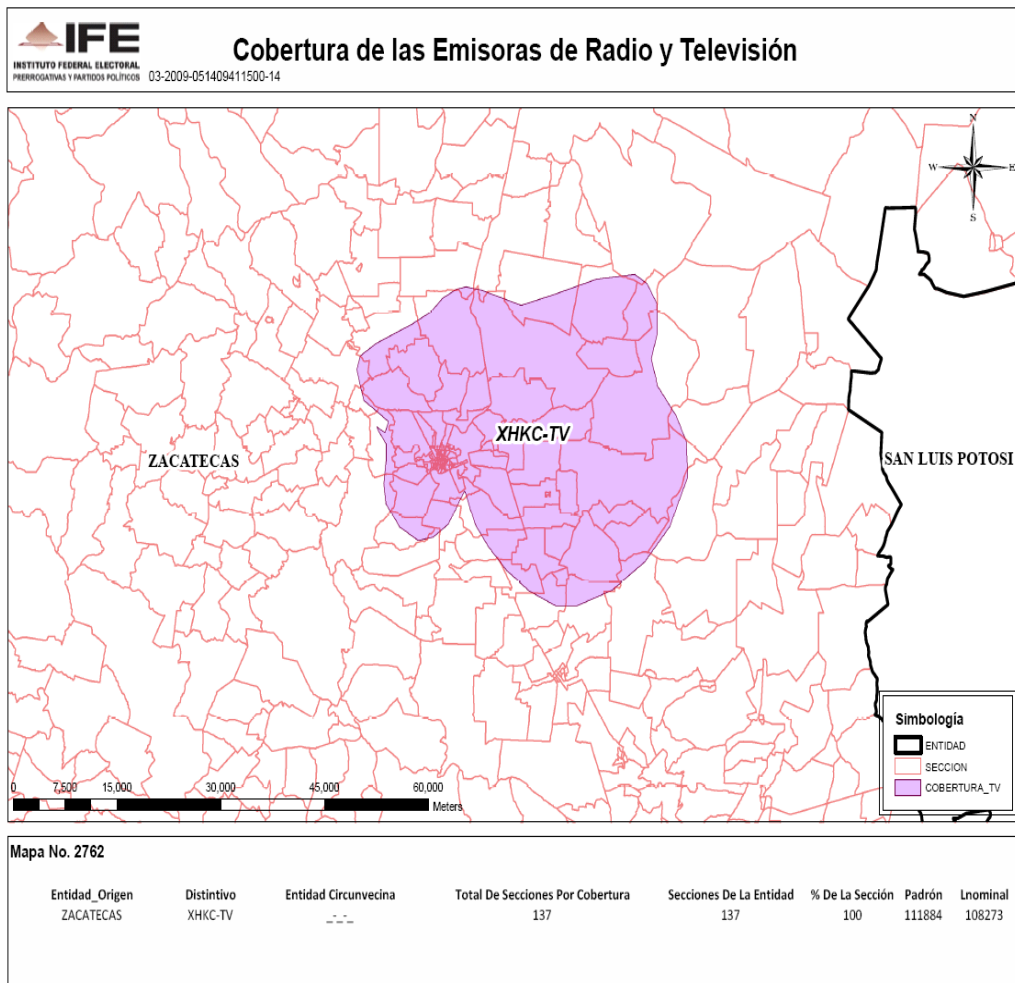 IFE
INSTITUTO FEDERAL ELECTORAL
PRERROGATIVAS Y PARTIDOS POLÍTICOS
03-2009-051409411500-14
Cobertura de las Emisoras de Radio y Televisión
N
W E
S
XHKC-TV
ZACATECAS
SAN LUIS POTOSI
Simbología
ENTIDAD
SECCION
COBERTURA_TV
0 7,500 15,000 30,000 45,000 60,000
Meters
Mapa No. 2762
Entidad_Origen Distintivo Entidad Circunvecina Total De Secciones Por Cobertura Secciones De La Entidad % De La Sección Padrón Lnominal
ZACATECAS XHKC-TV _-_-_ 137 137 100 111884 108273